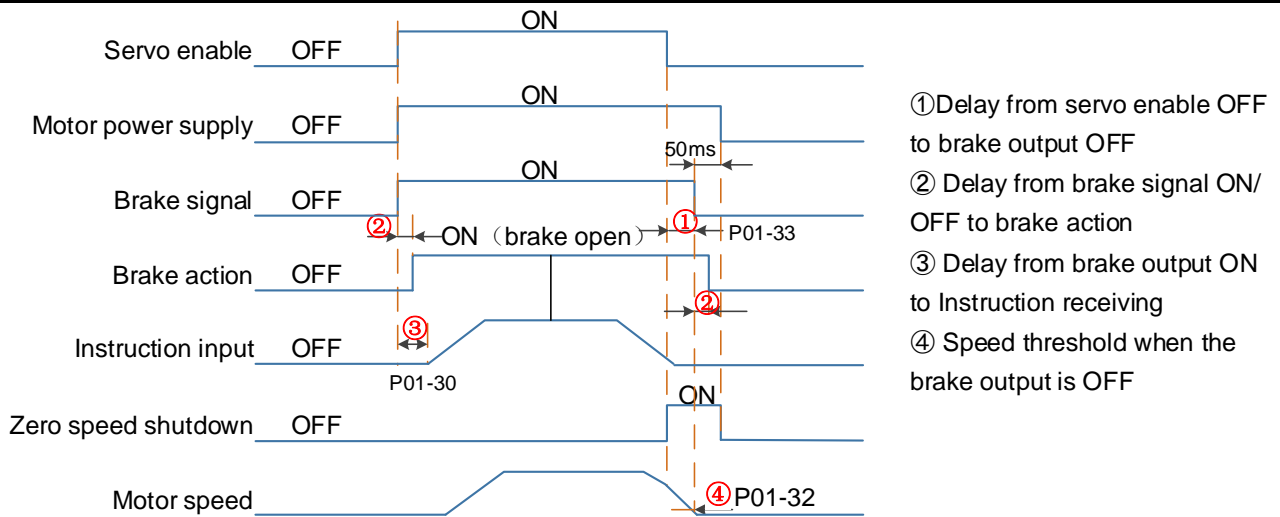 ON
Servo enable OFF
ON
Motor power supply OFF
50ms
ON
Brake signal OFF
② ① P01-33
ON（brake open）
Brake action OFF
②
③
Instruction input OFF
P01-30
ON
Zero speed shutdown OFF
④ P01-32
Motor speed
①Delay from servo enable OFF
to brake output OFF
② Delay from brake signal ON/
OFF to brake action
③ Delay from brake output ON
to Instruction receiving
④ Speed threshold when the
brake output is OFF